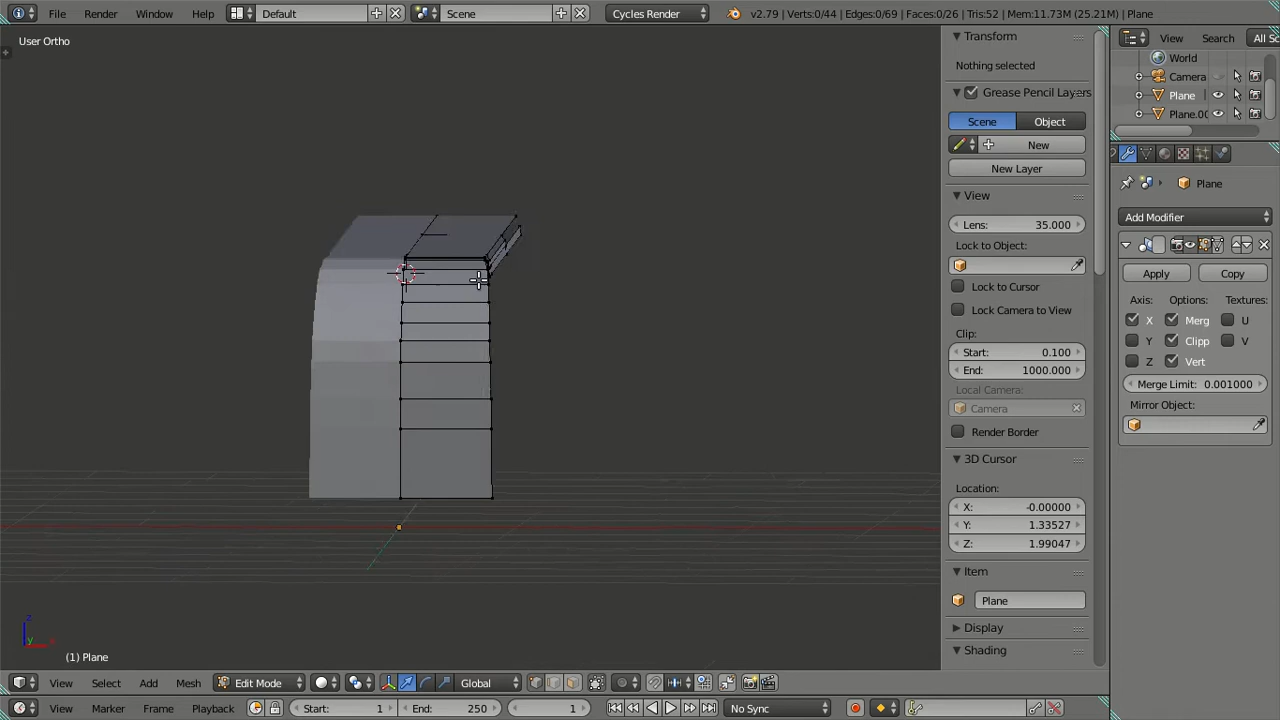 File Render Window Help Default Scene Cycles Render v2.79 | Verts:0/44 | Edges:0/69 | Faces:0/26 | Tris:52 | Mem:11.73M (25.21M) | Plane
User Ortho
Transform
Nothing selected
Grease Pencil Layers
Scene Object
New
New Layer
View
Lens: 35.000
Lock to Object:
Lock to Cursor
Lock Camera to View
Clip:
Start: 0.100
End: 1000.000
Local Camera:
Camera
Render Border
3D Cursor
Location:
X: -0.00000
Y: 1.33527
Z: 1.99047
Item
Plane
Display
Shading
View Search All Sc
World
Camera
Plane
Plane.00
Plane
Add Modifier
Apply Copy
Axis: Options: Textures:
X Merg U
Y Clipp V
Z Vert
Merge Limit: 0.001000
Mirror Object:
z
y x
(1) Plane
View Select Add Mesh Edit Mode Global
View Marker Frame Playback Start: 1 End: 250 1 No Sync